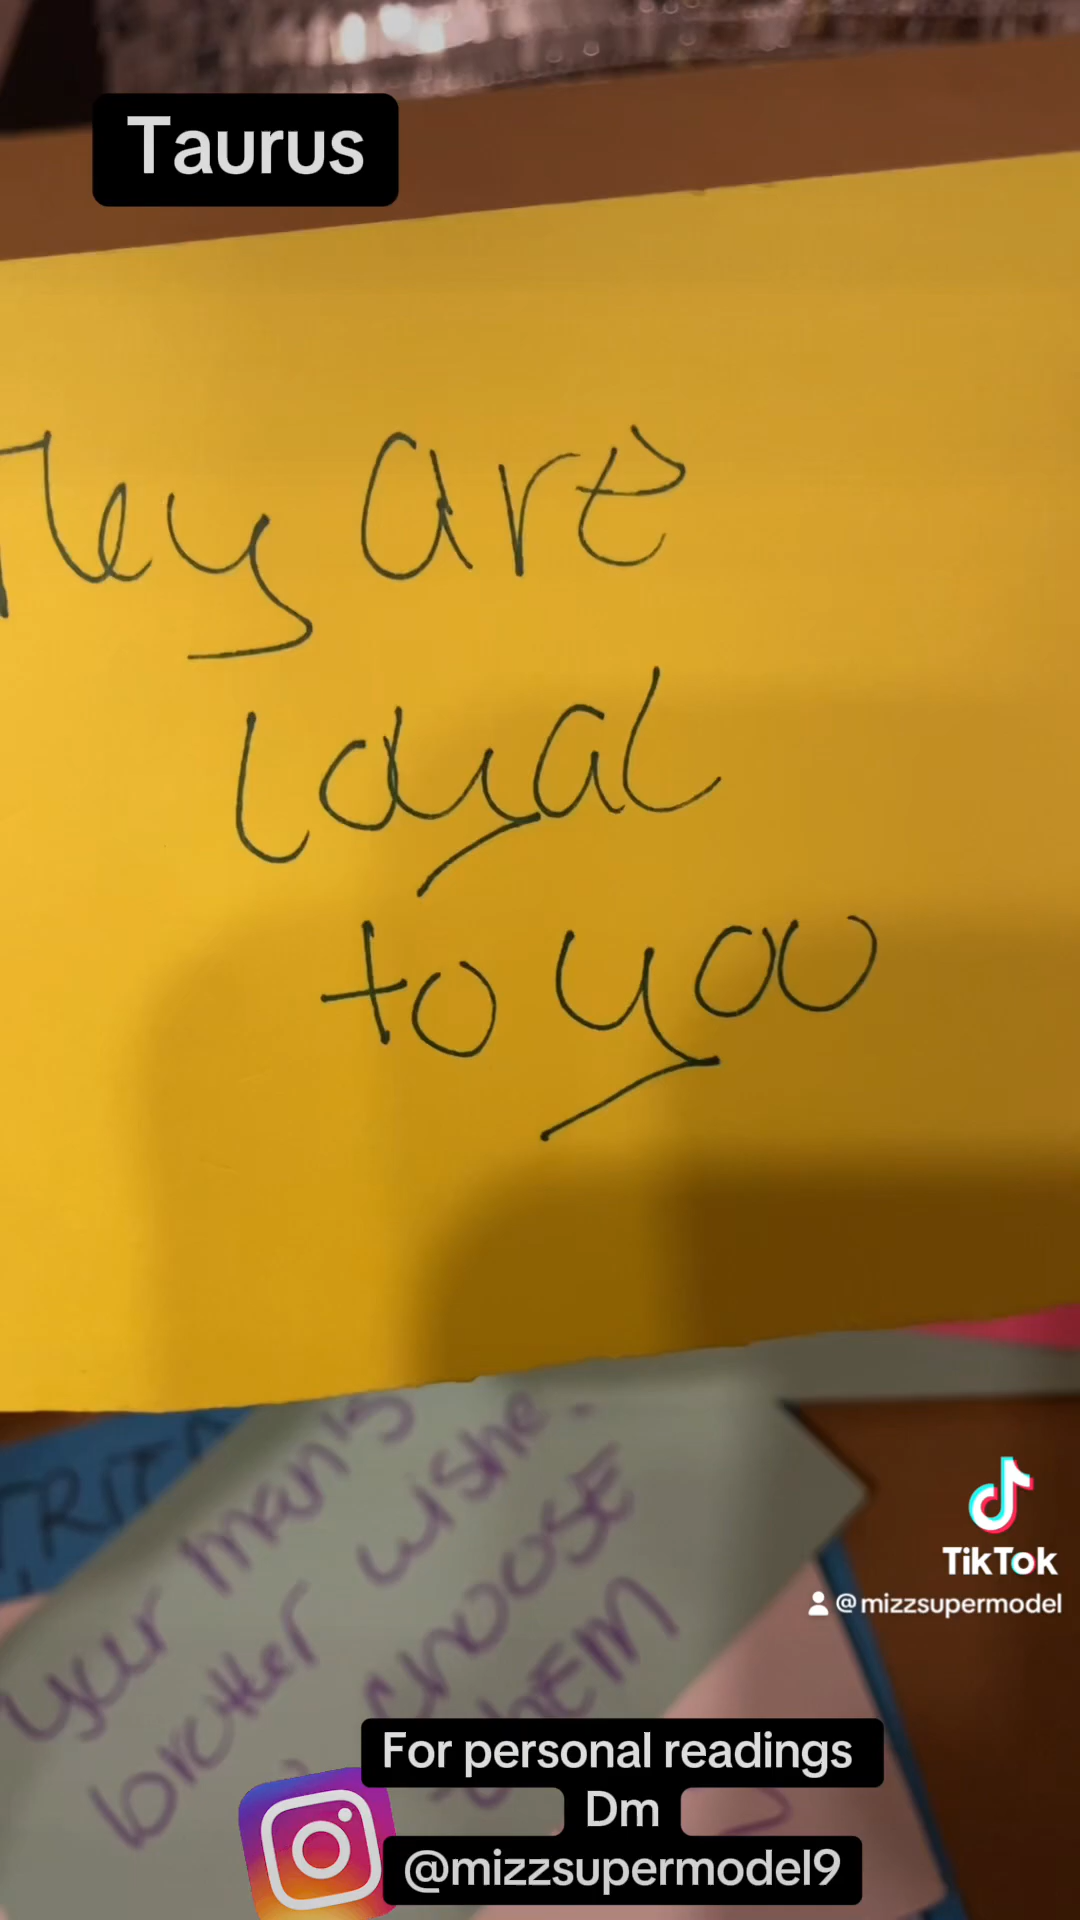 Taurus
They are
Loyal
to you
TRIT
your man's
brother wishe
choose
them
TikTok
@mizzsupermodel
For personal readings
Dm
@mizzsupermodel9